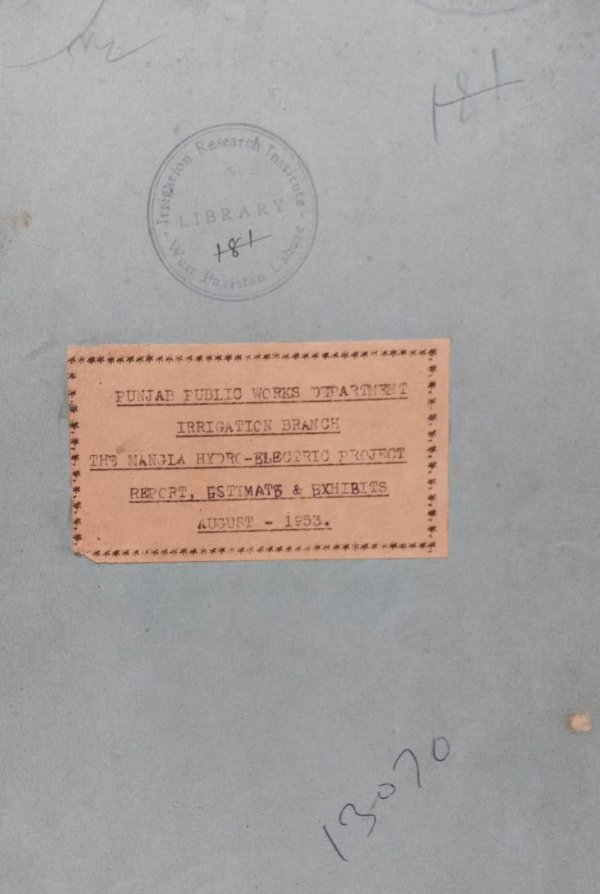 181
Irrigation Research Institute
LIBRARY
181
West Pakistan Lahore
PUNJAB PUBLIC WORKS DEPARTMENT
IRRIGATION BRANCH
THE MANGLA HYDRO-ELECTRIC PROJECT
REPORT, ESTIMATE & EXHIBITS
AUGUST - 1953.
13070